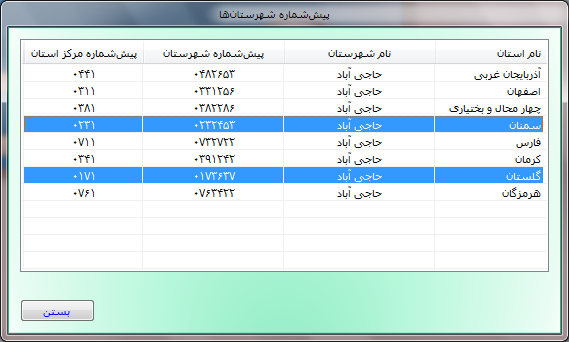 پیش‌شماره شهرستان‌ها
نام استان نام شهرستان پیش‌شماره شهرستان پیش‌شماره مرکز استان
آذربایجان غربی حاجی آباد ۰۴۸۲۶۵۳ ۰۴۴۱
اصفهان حاجی آباد ۰۳۳۱۲۵۶ ۰۳۱۱
چهار محال و بختیاری حاجی آباد ۰۳۸۲۲۸۶ ۰۳۸۱
سمنان حاجی آباد ۰۲۳۲۴۵۳ ۰۲۳۱
فارس حاجی آباد ۰۷۳۲۷۲۲ ۰۷۱۱
کرمان حاجی آباد ۰۳۹۱۲۴۲ ۰۳۴۱
گلستان حاجی آباد ۰۱۷۳۶۳۷ ۰۱۷۱
هرمزگان حاجی آباد ۰۷۶۳۴۲۲ ۰۷۶۱
بستن